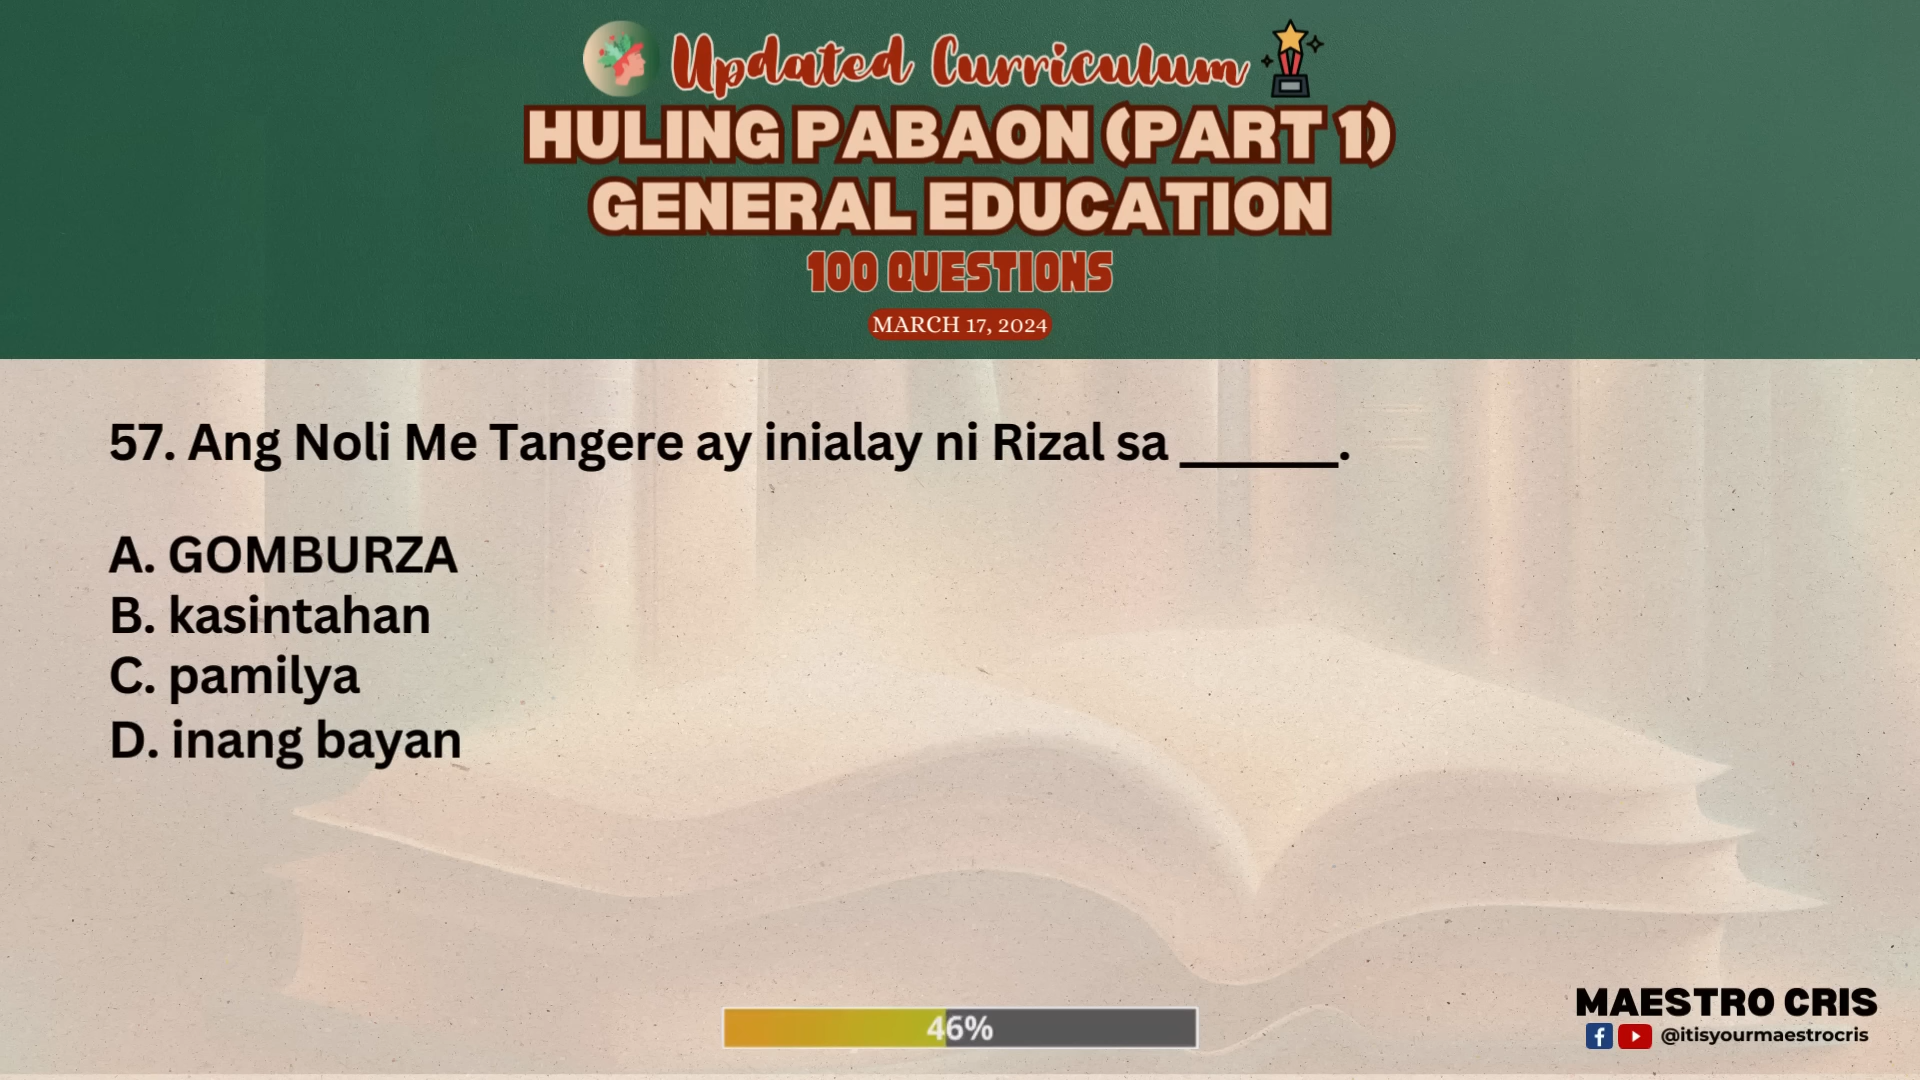 Updated Curriculum
HULING PABAON (PART 1)
GENERAL EDUCATION
100 QUESTIONS
MARCH 17, 2024
57. Ang Noli Me Tangere ay inialay ni Rizal sa ______.
A. GOMBURZA
B. kasintahan
C. pamilya
D. inang bayan
46%
MAESTRO CRIS
@itisyourmaestrocris